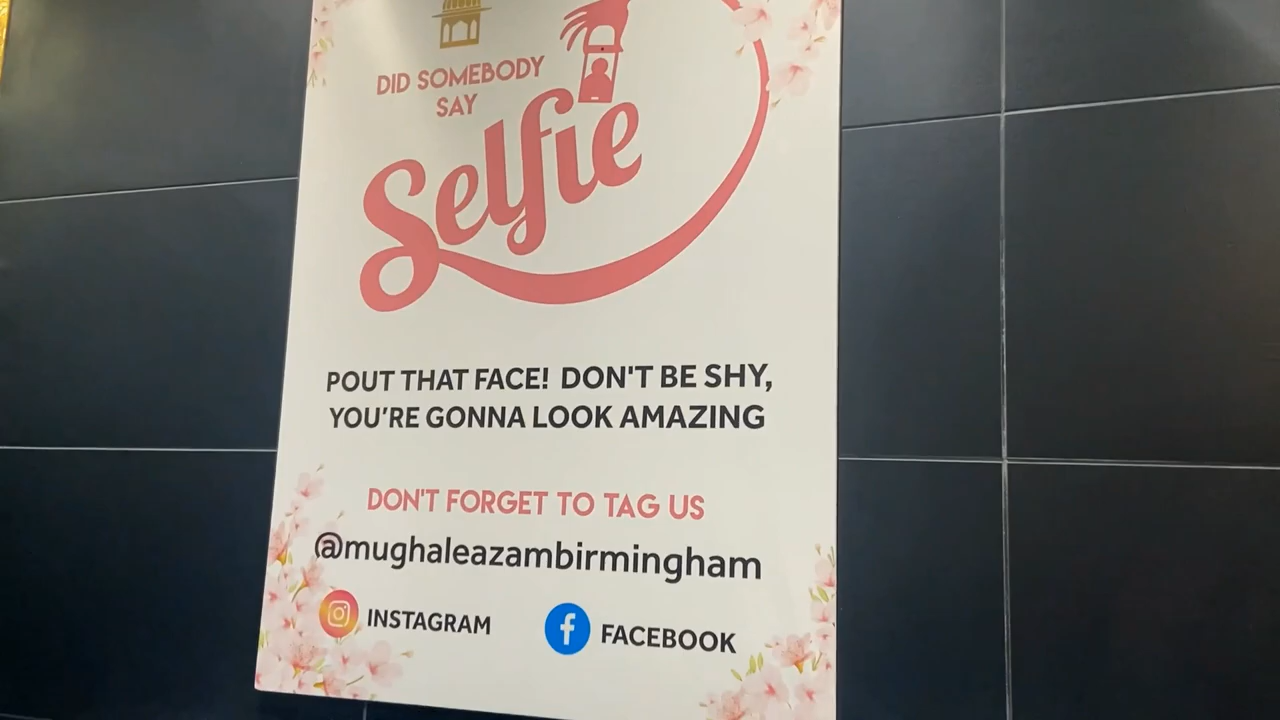 DID SOMEBODY
SAY
Selfie
POUT THAT FACE! DON'T BE SHY,
YOU'RE GONNA LOOK AMAZING
DON'T FORGET TO TAG US
@mughaleazambirmingham
INSTAGRAM FACEBOOK